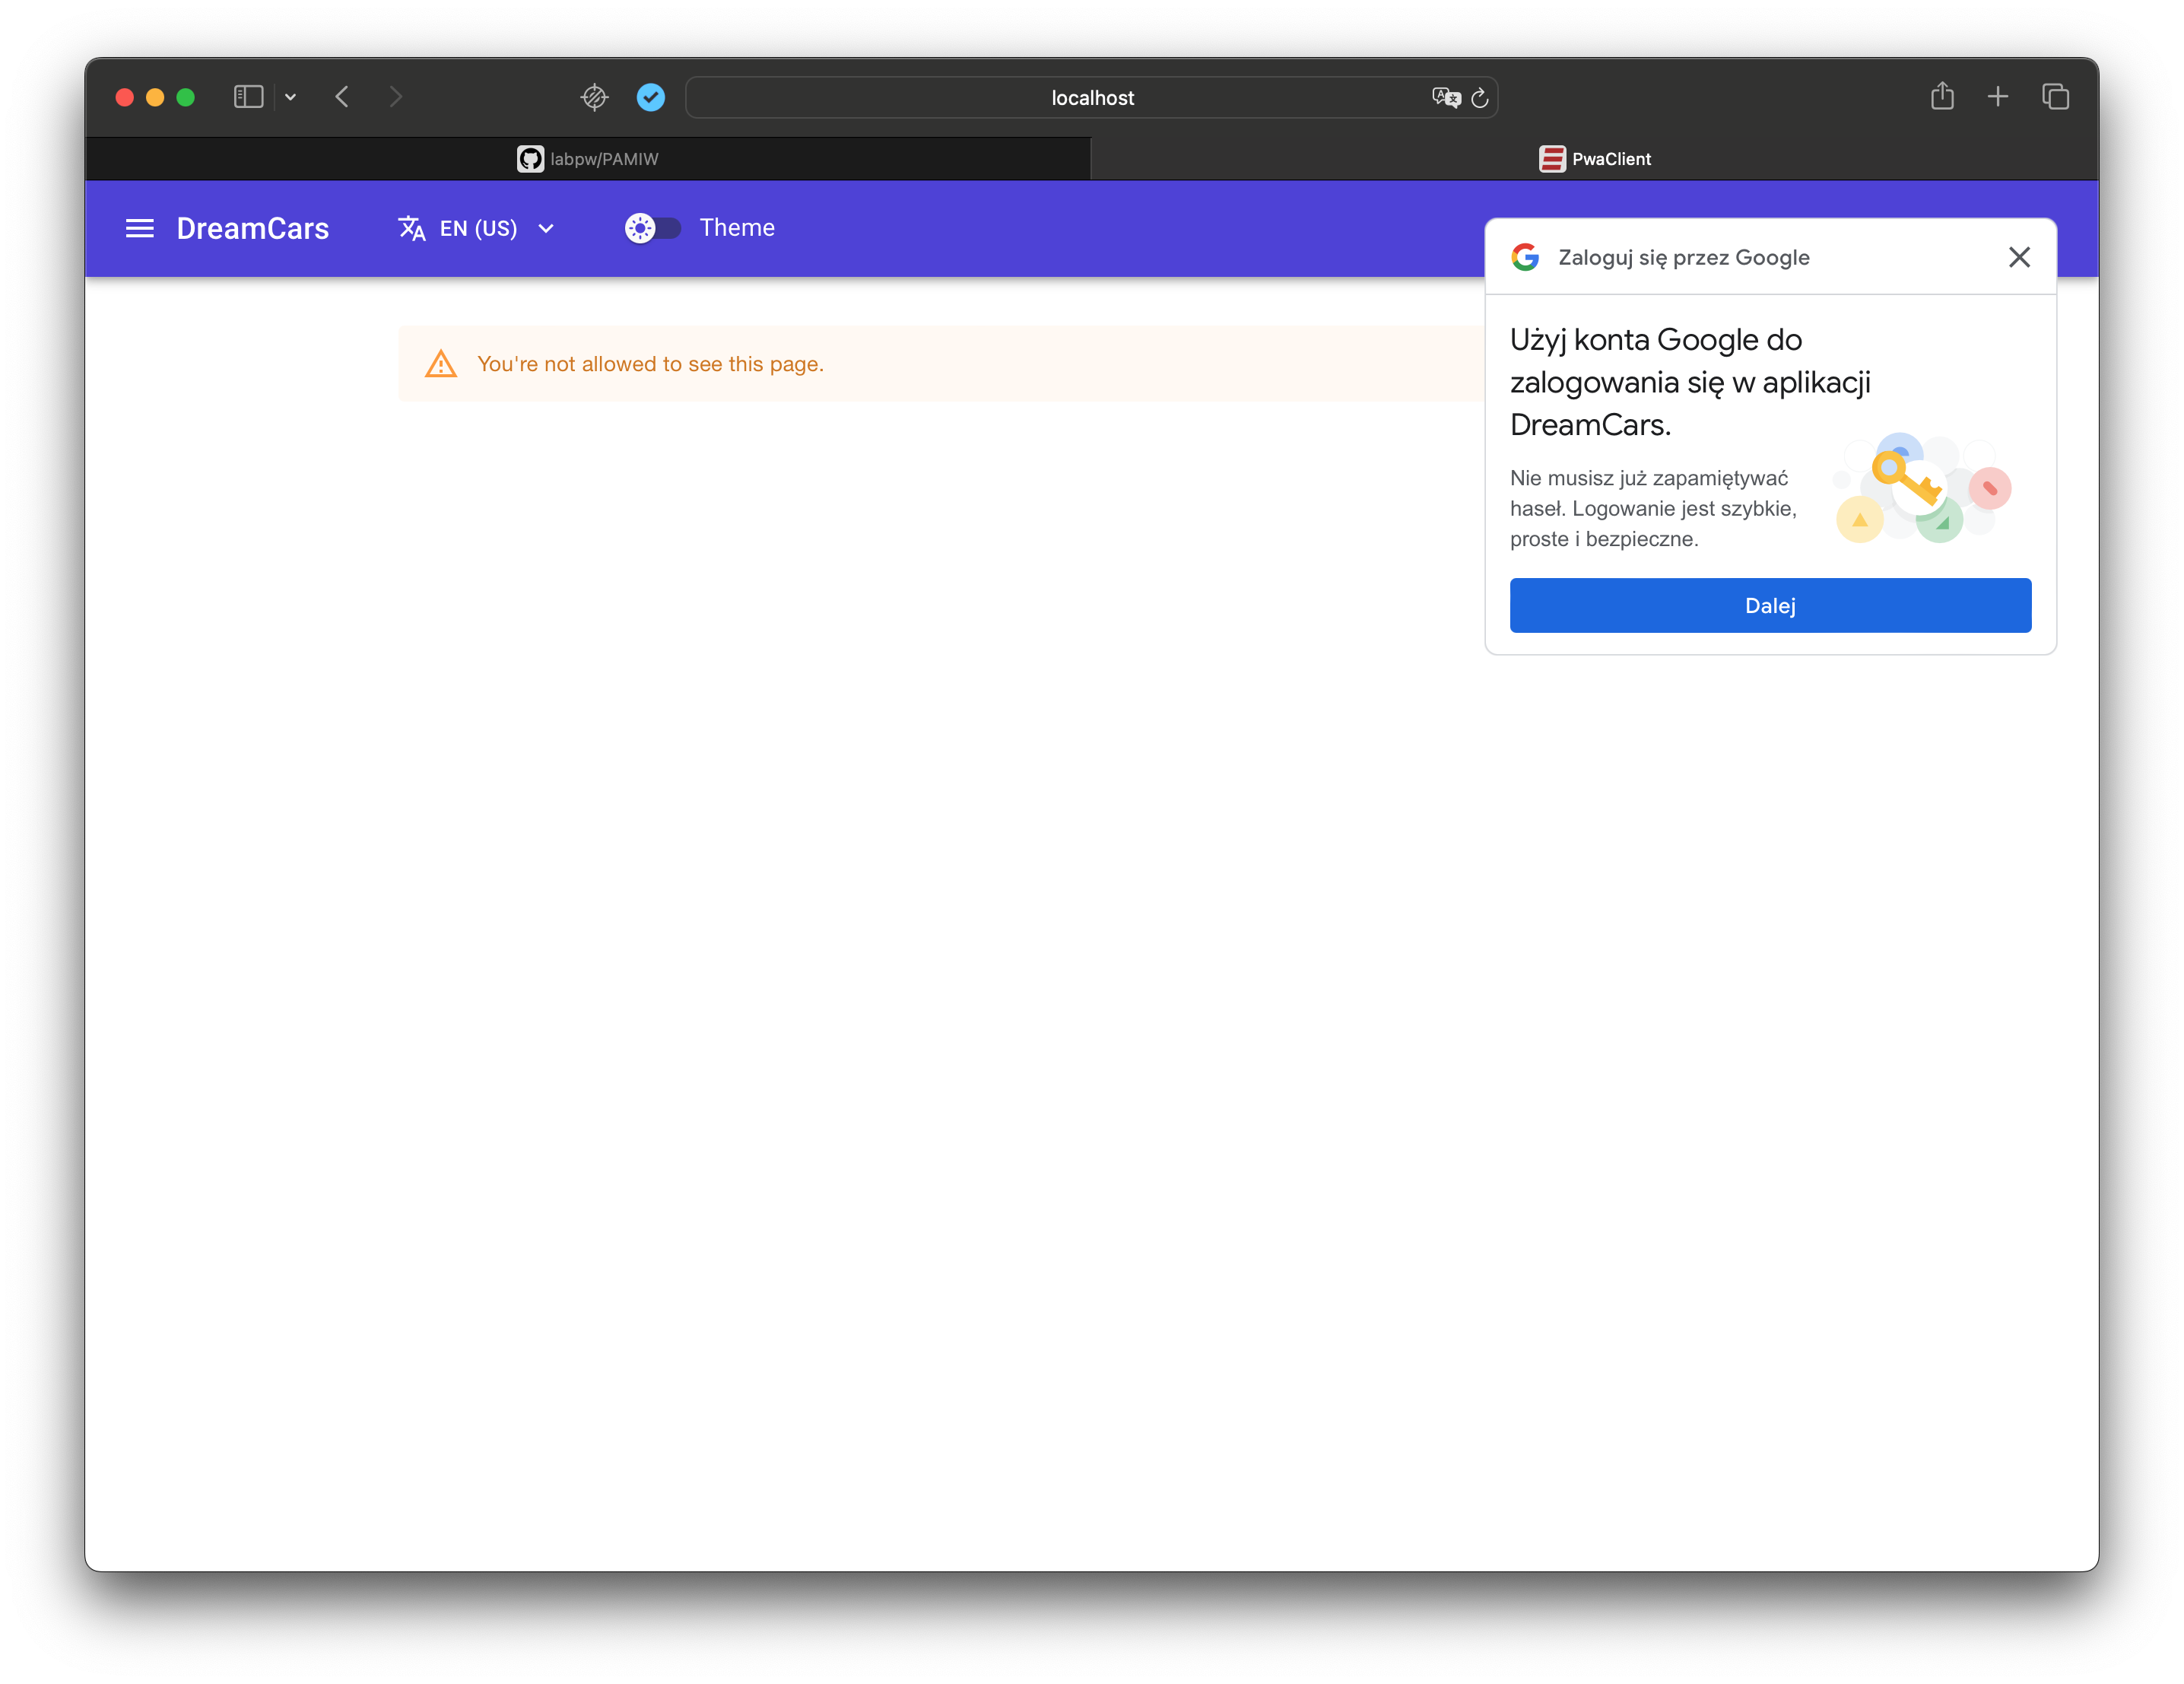 localhost
labpw/PAMIW
PwaClient
DreamCars
EN (US)
Theme
You're not allowed to see this page.
Zaloguj się przez Google
Użyj konta Google do
zalogowania się w aplikacji
DreamCars.
Nie musisz już zapamiętywać
haseł. Logowanie jest szybkie,
proste i bezpieczne.
Dalej